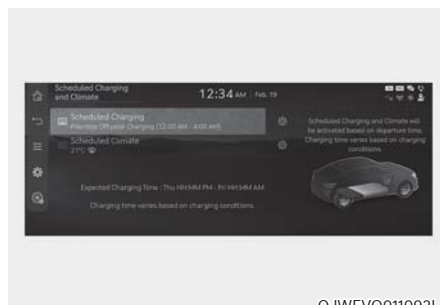 Scheduled Charging
and Climate
12:34 AM Feb. 19
Scheduled Charging
Prioritize Off-peak Charging (12:00 AM - 4:00 AM)
Scheduled Climate
21°C
Scheduled Charging and Climate will
be activated based on departure time.
Charging time varies based on charging
conditions.
Expected Charging Time : Thu HH:MM PM - Fri HH:MM AM
Charging time varies based on charging conditions.